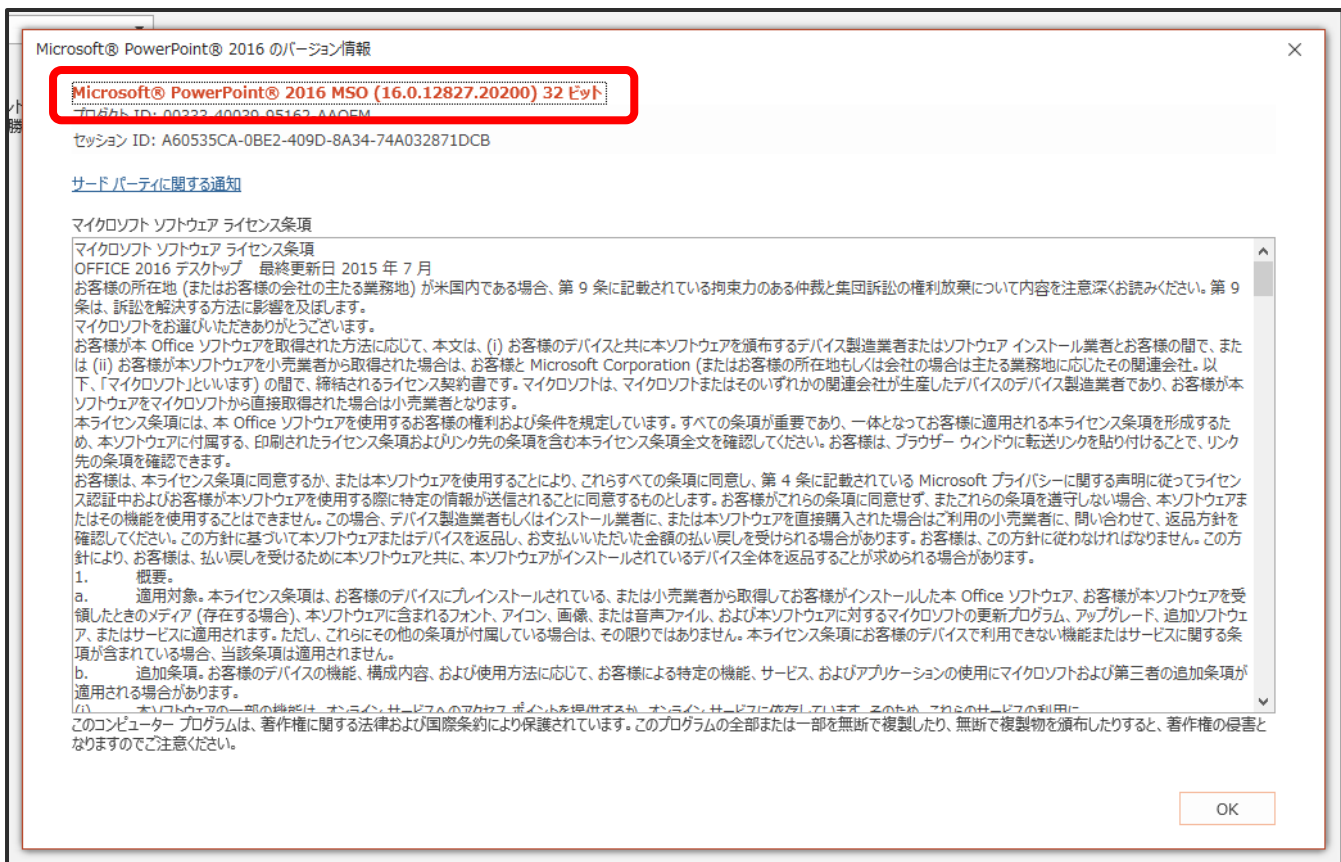 Microsoft® PowerPoint® 2016 のバージョン情報
Microsoft® PowerPoint® 2016 MSO (16.0.12827.20200) 32 ビット
プロダクト ID: 00333-40039-95162-AAOEM
セッション ID: A60535CA-0BE2-409D-8A34-74A032871DCB
サード パーティに関する通知
マイクロソフト ソフトウェア ライセンス条項
マイクロソフト ソフトウェア ライセンス条項
OFFICE 2016 デスクトップ 最終更新日 2015 年 7 月
お客様の所在地 (またはお客様の会社の主たる業務地) が米国内である場合、第 9 条に記載されている拘束力のある仲裁と集団訴訟の権利放棄について内容を注意深くお読みください。第 9
条は、訴訟を解決する方法に影響を及ぼします。
マイクロソフトをお選びいただきありがとうございます。
お客様が本 Office ソフトウェアを取得された方法に応じて、本文は、(i) お客様のデバイスと共に本ソフトウェアを頒布するデバイス製造業者またはソフトウェア インストール業者とお客様の間で、また
は (ii) お客様が本ソフトウェアを小売業者から取得された場合は、お客様と Microsoft Corporation (またはお客様の所在地もしくは会社の場合は主たる業務地に応じたその関連会社。以
下、「マイクロソフト」といいます) の間で、締結されるライセンス契約書です。マイクロソフトは、マイクロソフトまたはそのいずれかの関連会社が生産したデバイスのデバイス製造業者であり、お客様が本
ソフトウェアをマイクロソフトから直接取得された場合は小売業者となります。
本ライセンス条項には、本 Office ソフトウェアを使用するお客様の権利および条件を規定しています。すべての条項が重要であり、一体となってお客様に適用される本ライセンス条項を形成するた
め、本ソフトウェアに付属する、印刷されたライセンス条項およびリンク先の条項を含む本ライセンス条項全文を確認してください。お客様は、ブラウザー ウィンドウに転送リンクを貼り付けることで、リンク
先の条項を確認できます。
お客様は、本ライセンス条項に同意するか、または本ソフトウェアを使用することにより、これらすべての条項に同意し、第 4 条に記載されている Microsoft プライバシーに関する声明に従ってライセン
ス認証中およびお客様が本ソフトウェアを使用する際に特定の情報が送信されることに同意するものとします。お客様がこれらの条項に同意せず、またこれらの条項を遵守しない場合、本ソフトウェアま
たはその機能を使用することはできません。この場合、デバイス製造業者もしくはインストール業者に、または本ソフトウェアを直接購入された場合はご利用の小売業者に、問い合わせて、返品方針を
確認してください。この方針に基づいて本ソフトウェアまたはデバイスを返品し、お支払いいただいた金額の払い戻しを受けられる場合があります。お客様は、この方針に従わなければなりません。この方
針により、お客様は、払い戻しを受けるために本ソフトウェアと共に、本ソフトウェアがインストールされているデバイス全体を返品することが求められる場合があります。
1. 概要。
a. 適用対象。本ライセンス条項は、お客様のデバイスにプレインストールされている、または小売業者から取得してお客様がインストールした本 Office ソフトウェア、お客様が本ソフトウェアを受
領したときのメディア (存在する場合)、本ソフトウェアに含まれるフォント、アイコン、画像、または音声ファイル、および本ソフトウェアに対するマイクロソフトの更新プログラム、アップグレード、追加ソフトウェ
ア、またはサービスに適用されます。ただし、これらにその他の条項が付属している場合は、その限りではありません。本ライセンス条項にお客様のデバイスで利用できない機能またはサービスに関する条
項が含まれている場合、当該条項は適用されません。
b. 追加条項。お客様のデバイスの機能、構成内容、および使用方法に応じて、お客様による特定の機能、サービス、およびアプリケーションの使用にマイクロソフトおよび第三者の追加条項が
適用される場合があります。
(i) 本ソフトウェアの一部の機能は、オンライン サービスへのアクセス ポイントを提供するか、オンライン サービスに依存しています。そのため、これらのサービスの利用に
このコンピューター プログラムは、著作権に関する法律および国際条約により保護されています。このプログラムの全部または一部を無断で複製したり、無断で複製物を頒布したりすると、著作権の侵害と
なりますのでご注意ください。
OK